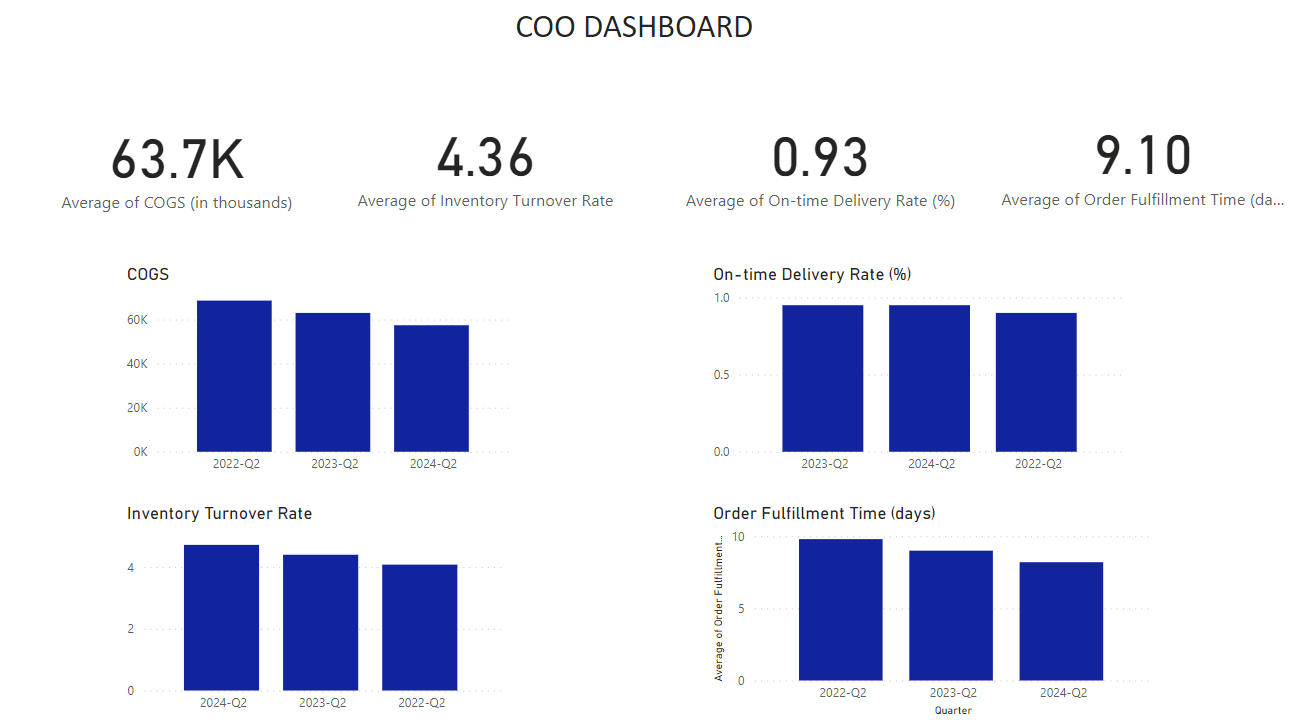 COO DASHBOARD
63.7K
Average of COGS (in thousands)
4.36
Average of Inventory Turnover Rate
0.93
Average of On-time Delivery Rate (%)
9.10
Average of Order Fulfillment Time (da...
COGS
60K
40K
20K
0K
2022-Q2 2023-Q2 2024-Q2
On-time Delivery Rate (%)
1.0
0.5
0.0
2023-Q2 2024-Q2 2022-Q2
Inventory Turnover Rate
4
2
0
2024-Q2 2023-Q2 2022-Q2
Order Fulfillment Time (days)
Average of Order Fulfillment...
10
5
0
2022-Q2 2023-Q2 2024-Q2
Quarter